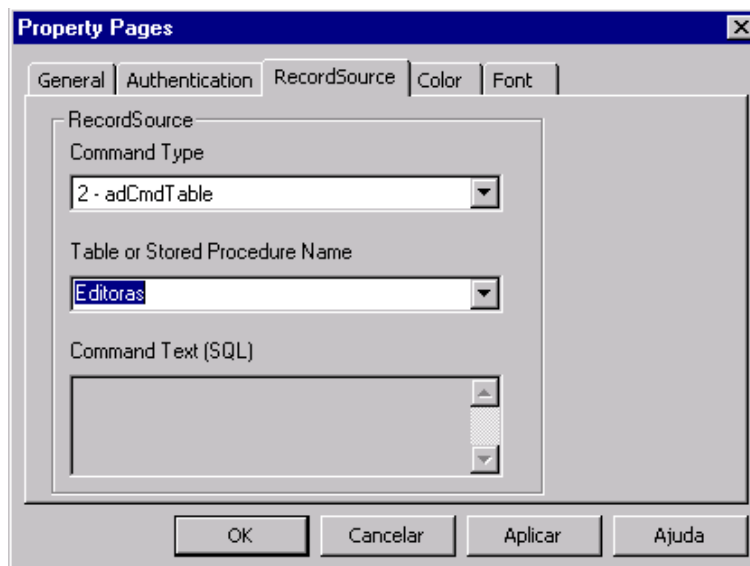 Property Pages
General Authentication RecordSource Color Font
RecordSource
Command Type
2 - adCmdTable
Table or Stored Procedure Name
Editoras
Command Text (SQL)
OK Cancelar Aplicar Ajuda